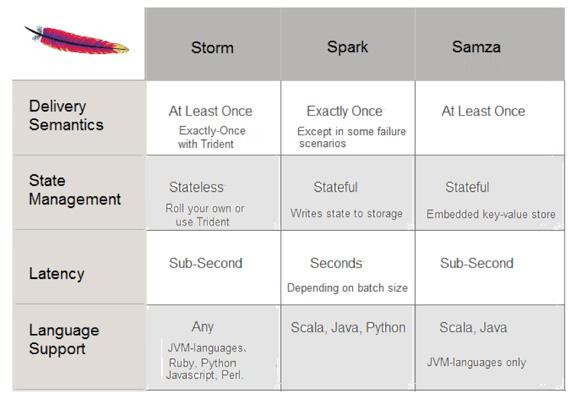 Storm Spark Samza
Delivery
Semantics
At Least Once
Exactly-Once
with Trident
Exactly Once
Except in some failure
scenarios
At Least Once
State
Management
Stateless
Roll your own or
use Trident
Stateful
Writes state to storage
Stateful
Embedded key-value store
Latency
Sub-Second
Seconds
Depending on batch size
Sub-Second
Language
Support
Any
JVM-languages、
Ruby, Python
Javascript, Perl.
Scala, Java, Python
Scala, Java
JVM-languages only